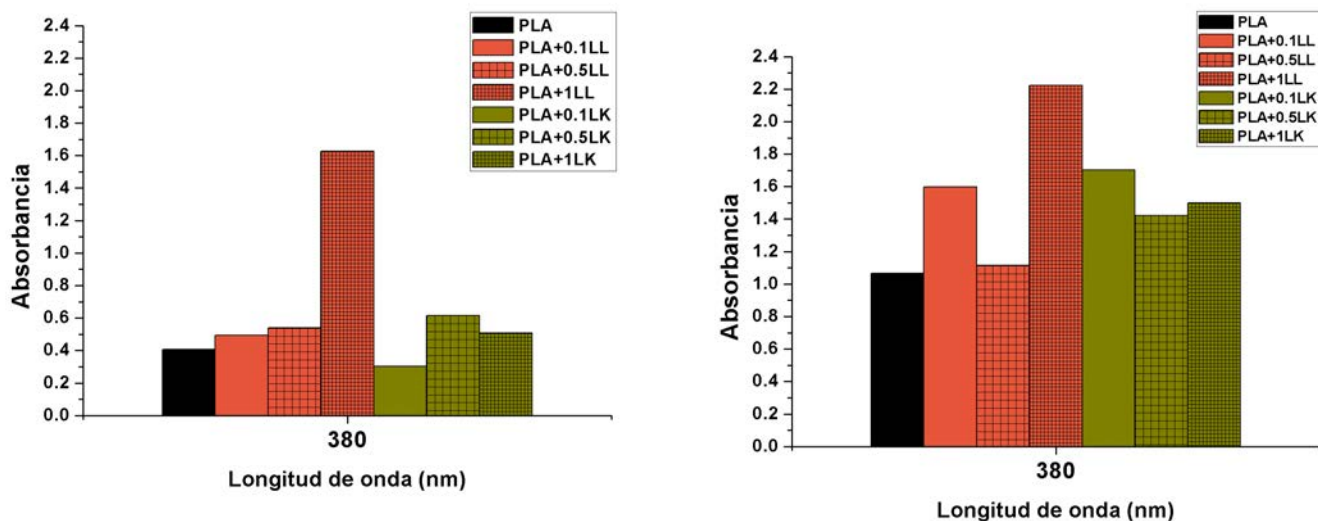 2.4
2.2
2.0
1.8
1.6
1.4
1.2
1.0
0.8
0.6
0.4
0.2
0.0
Absorbancia
380
Longitud de onda (nm)
PLA
PLA+0.1LL
PLA+0.5LL
PLA+1LL
PLA+0.1LK
PLA+0.5LK
PLA+1LK
2.4
2.2
2.0
1.8
1.6
1.4
1.2
1.0
0.8
0.6
0.4
0.2
0.0
Absorbancia
380
Longitud de onda (nm)
PLA
PLA+0.1LL
PLA+0.5LL
PLA+1LL
PLA+0.1LK
PLA+0.5LK
PLA+1LK